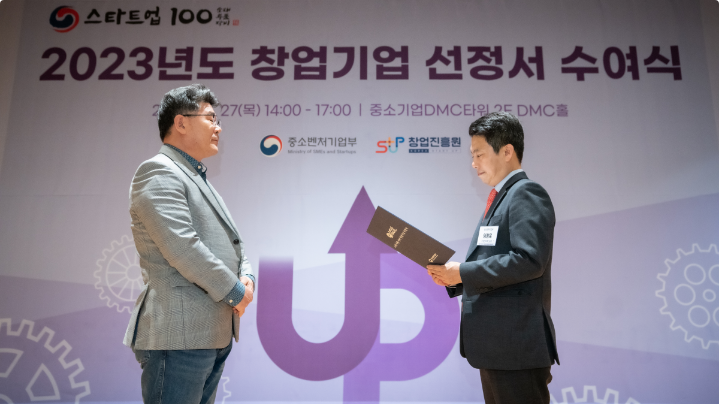 스타트업 100
2023년도 창업기업 선정서 수여식
27(목) 14:00 - 17:00 | 중소기업DMC타워 2F DMC홀
중소벤처기업부
Ministry of SMEs and Startups
창업진흥원
UP